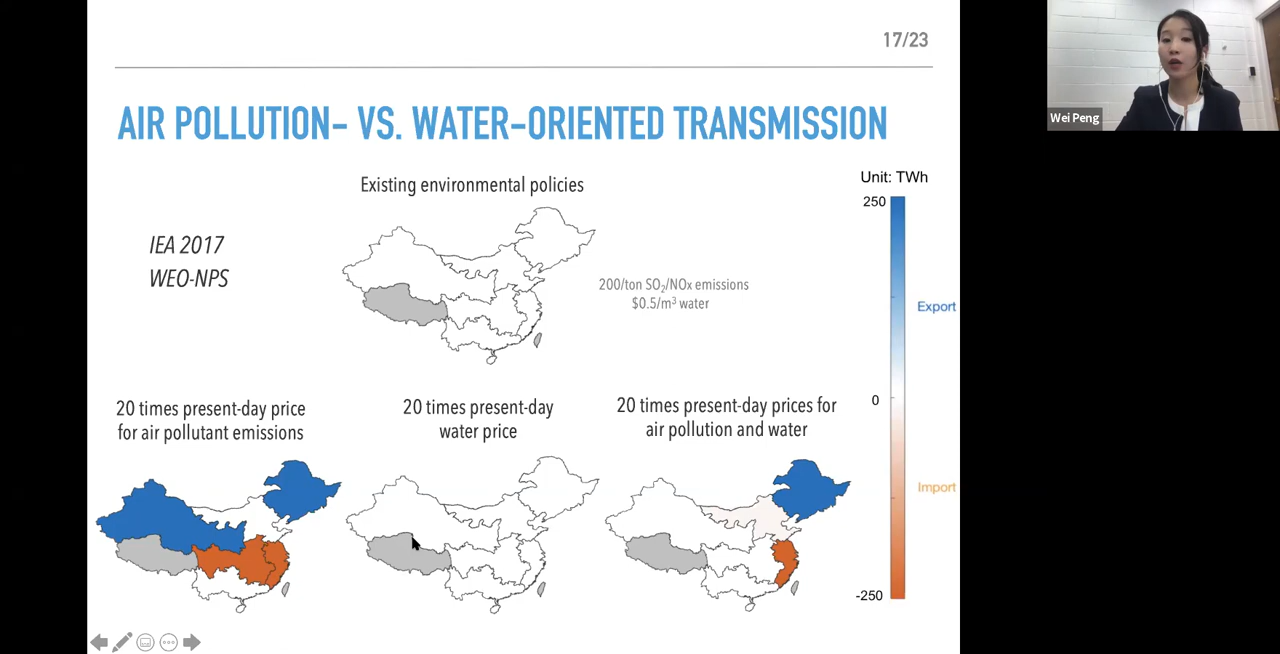 17/23
Wei Peng
AIR POLLUTION- VS. WATER-ORIENTED TRANSMISSION
Existing environmental policies
Unit: TWh
250
IEA 2017
WEO-NPS
200/ton SO₂/NOx emissions
$0.5/m³ water
Export
0
20 times present-day price
for air pollutant emissions
20 times present-day
water price
20 times present-day prices for
air pollution and water
Import
-250